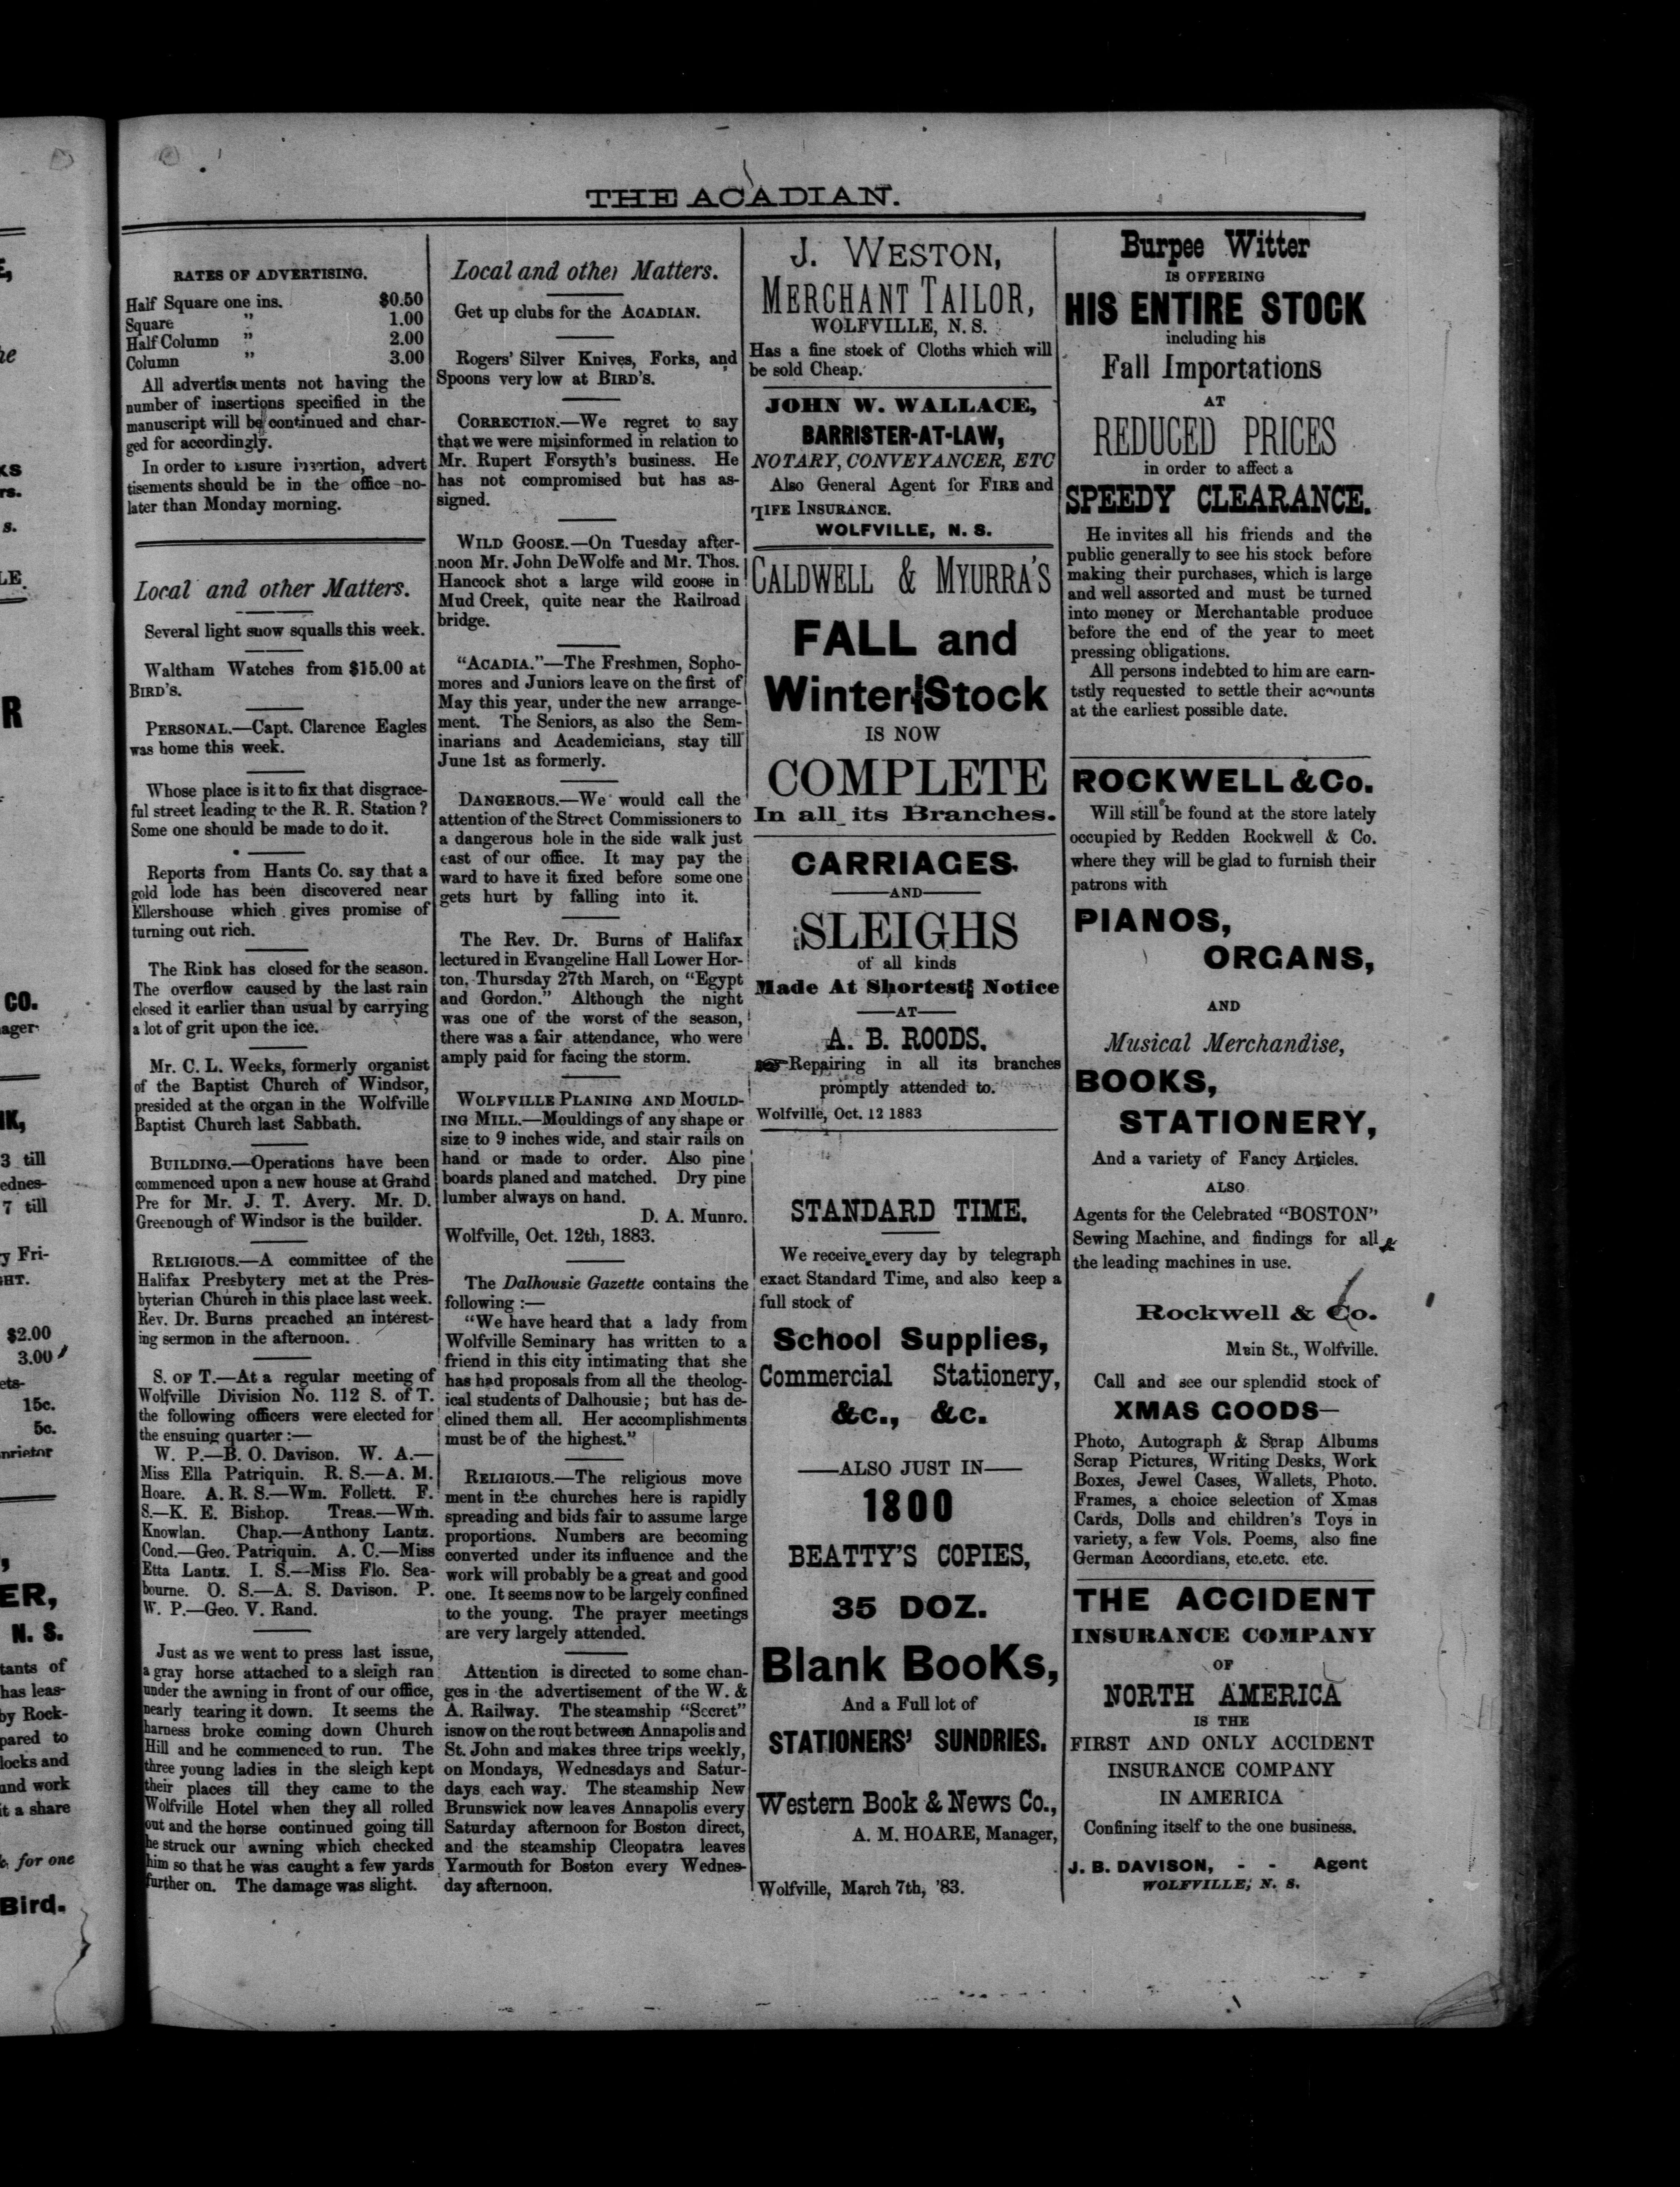 THE ACADIAN.
RATES OF ADVERTISING.
Half Square one ins. $0.50
Square " 1.00
Half Column " 2.00
Column " 3.00
All advertisements not having the
number of insertions specified in the
manuscript will be continued and char-
ged for accordingly.
In order to insure insertion, advert
tisements should be in the office no-
later than Monday morning.
Local and other Matters.
Several light snow squalls this week.
Waltham Watches from $15.00 at
BIRD'S.
PERSONAL.—Capt. Clarence Eagles
was home this week.
Whose place is it to fix that disgrace-
ful street leading to the R. R. Station?
Some one should be made to do it.
Reports from Hants Co. say that a
gold lode has been discovered near
Ellershouse which gives promise of
turning out rich.
The Rink has closed for the season.
The overflow caused by the last rain
closed it earlier than usual by carrying
a lot of grit upon the ice.
Mr. C. L. Weeks, formerly organist
of the Baptist Church of Windsor,
presided at the organ in the Wolfville
Baptist Church last Sabbath.
BUILDING.—Operations have been
commenced upon a new house at Grand
Pre for Mr. J. T. Avery. Mr. D.
Greenough of Windsor is the builder.
RELIGIOUS.—A committee of the
Halifax Presbytery met at the Pres-
byterian Church in this place last week.
Rev. Dr. Burns preached an interest-
ing sermon in the afternoon.
S. OF T.—At a regular meeting of
Wolfville Division No. 112 S. of T.
the following officers were elected for
the ensuing quarter:—
W. P.—B. O. Davison. W. A.—
Miss Ella Patriquin. R. S.—A. M.
Hoare. A. R. S.—Wm. Follett. F.
S.—K. E. Bishop. Treas.—Wm.
Knowlan. Chap.—Anthony Lantz.
Cond.—Geo. Patriquin. A. C.—Miss
Etta Lantz. I. S.—Miss Flo. Sea-
bourne. O. S.—A. S. Davison. P.
W. P.—Geo. V. Rand.
Just as we went to press last issue,
a gray horse attached to a sleigh ran
under the awning in front of our office,
nearly tearing it down. It seems the
harness broke coming down Church
Hill and he commenced to run. The
three young ladies in the sleigh kept
their places till they came to the
Wolfville Hotel when they all rolled
out and the horse continued going till
he struck our awning which checked
him so that he was caught a few yards
further on. The damage was slight.
Local and other Matters.
Get up clubs for the ACADIAN.
Rogers' Silver Knives, Forks, and
Spoons very low at BIRD'S.
CORRECTION.—We regret to say
that we were misinformed in relation to
Mr. Rupert Forsyth's business. He
has not compromised but has as-
signed.
WILD GOOSE.—On Tuesday after-
noon Mr. John DeWolfe and Mr. Thos.
Hancock shot a large wild goose in
Mud Creek, quite near the Railroad
bridge.
"ACADIA."—The Freshmen, Sopho-
mores and Juniors leave on the first of
May this year, under the new arrange-
ment. The Seniors, as also the Sem-
inarians and Academicians, stay till
June 1st as formerly.
DANGEROUS.—We would call the
attention of the Street Commissioners to
a dangerous hole in the side walk just
east of our office. It may pay the
ward to have it fixed before some one
gets hurt by falling into it.
The Rev. Dr. Burns of Halifax
lectured in Evangeline Hall Lower Hor-
ton, Thursday 27th March, on "Egypt
and Gordon." Although the night
was one of the worst of the season,
there was a fair attendance, who were
amply paid for facing the storm.
WOLFVILLE PLANING AND MOULD-
ING MILL.—Mouldings of any shape or
size to 9 inches wide, and stair rails on
hand or made to order. Also pine
boards planed and matched. Dry pine
lumber always on hand.
D. A. Munro.
Wolfville, Oct. 12th, 1883.
The Dalhousie Gazette contains the
following:—
"We have heard that a lady from
Wolfville Seminary has written to a
friend in this city intimating that she
has had proposals from all the theolog-
ical students of Dalhousie; but has de-
clined them all. Her accomplishments
must be of the highest."
RELIGIOUS.—The religious move
ment in the churches here is rapidly
spreading and bids fair to assume large
proportions. Numbers are becoming
converted under its influence and the
work will probably be a great and good
one. It seems now to be largely confined
to the young. The prayer meetings
are very largely attended.
Attention is directed to some chan-
ges in the advertisement of the W. &
A. Railway. The steamship "Secret"
isnow on the rout between Annapolis and
St. John and makes three trips weekly,
on Mondays, Wednesdays and Satur-
days each way. The steamship New
Brunswick now leaves Annapolis every
Saturday afternoon for Boston direct,
and the steamship Cleopatra leaves
Yarmouth for Boston every Wednes-
day afternoon.
J. WESTON,
MERCHANT TAILOR,
WOLFVILLE, N. S.
Has a fine stock of Cloths which will
be sold Cheap.
JOHN W. WALLACE,
BARRISTER-AT-LAW,
NOTARY, CONVEYANCER, ETC
Also General Agent for FIRE and
TIFE INSURANCE.
WOLFVILLE, N. S.
CALDWELL & MYURRA'S
FALL and
Winter Stock
IS NOW
COMPLETE
In all its Branches.
CARRIAGES
—AND—
SLEIGHS
of all kinds
Made At Shortest Notice
—AT—
A. B. ROODS.
Repairing in all its branches
promptly attended to.
Wolfville, Oct. 12 1883
STANDARD TIME.
We receive every day by telegraph
exact Standard Time, and also keep a
full stock of
School Supplies,
Commercial Stationery,
&c., &c.
—ALSO JUST IN—
1800
BEATTY'S COPIES,
35 DOZ.
Blank BooKs,
And a Full lot of
STATIONERS' SUNDRIES.
Western Book & News Co.,
A. M. HOARE, Manager,
Wolfville, March 7th, '83.
Burpee Witter
IS OFFERING
HIS ENTIRE STOCK
including his
Fall Importations
AT
REDUCED PRICES
in order to affect a
SPEEDY CLEARANCE.
He invites all his friends and the
public generally to see his stock before
making their purchases, which is large
and well assorted and must be turned
into money or Merchantable produce
before the end of the year to meet
pressing obligations.
All persons indebted to him are earn-
tstly requested to settle their accounts
at the earliest possible date.
ROCKWELL & Co.
Will still be found at the store lately
occupied by Redden Rockwell & Co.
where they will be glad to furnish their
patrons with
PIANOS,
ORGANS,
AND
Musical Merchandise,
BOOKS,
STATIONERY,
And a variety of Fancy Articles.
ALSO
Agents for the Celebrated "BOSTON"
Sewing Machine, and findings for all
the leading machines in use.
Rockwell & Co.
Main St., Wolfville.
Call and see our splendid stock of
XMAS GOODS—
Photo, Autograph & Scrap Albums
Scrap Pictures, Writing Desks, Work
Boxes, Jewel Cases, Wallets, Photo.
Frames, a choice selection of Xmas
Cards, Dolls and children's Toys in
variety, a few Vols. Poems, also fine
German Accordians, etc.etc. etc.
THE ACCIDENT
INSURANCE COMPANY
OF
NORTH AMERICA
IS THE
FIRST AND ONLY ACCIDENT
INSURANCE COMPANY
IN AMERICA
Confining itself to the one business.
J. B. DAVISON, - - Agent
WOLFVILLE, N. S.
CO.
3 till
7 till
$2.00
3.00
15c.
5c.
N. S.
tants of
has leas-
by Rock-
pared to
locks and
and work
it a share
for one
Bird.